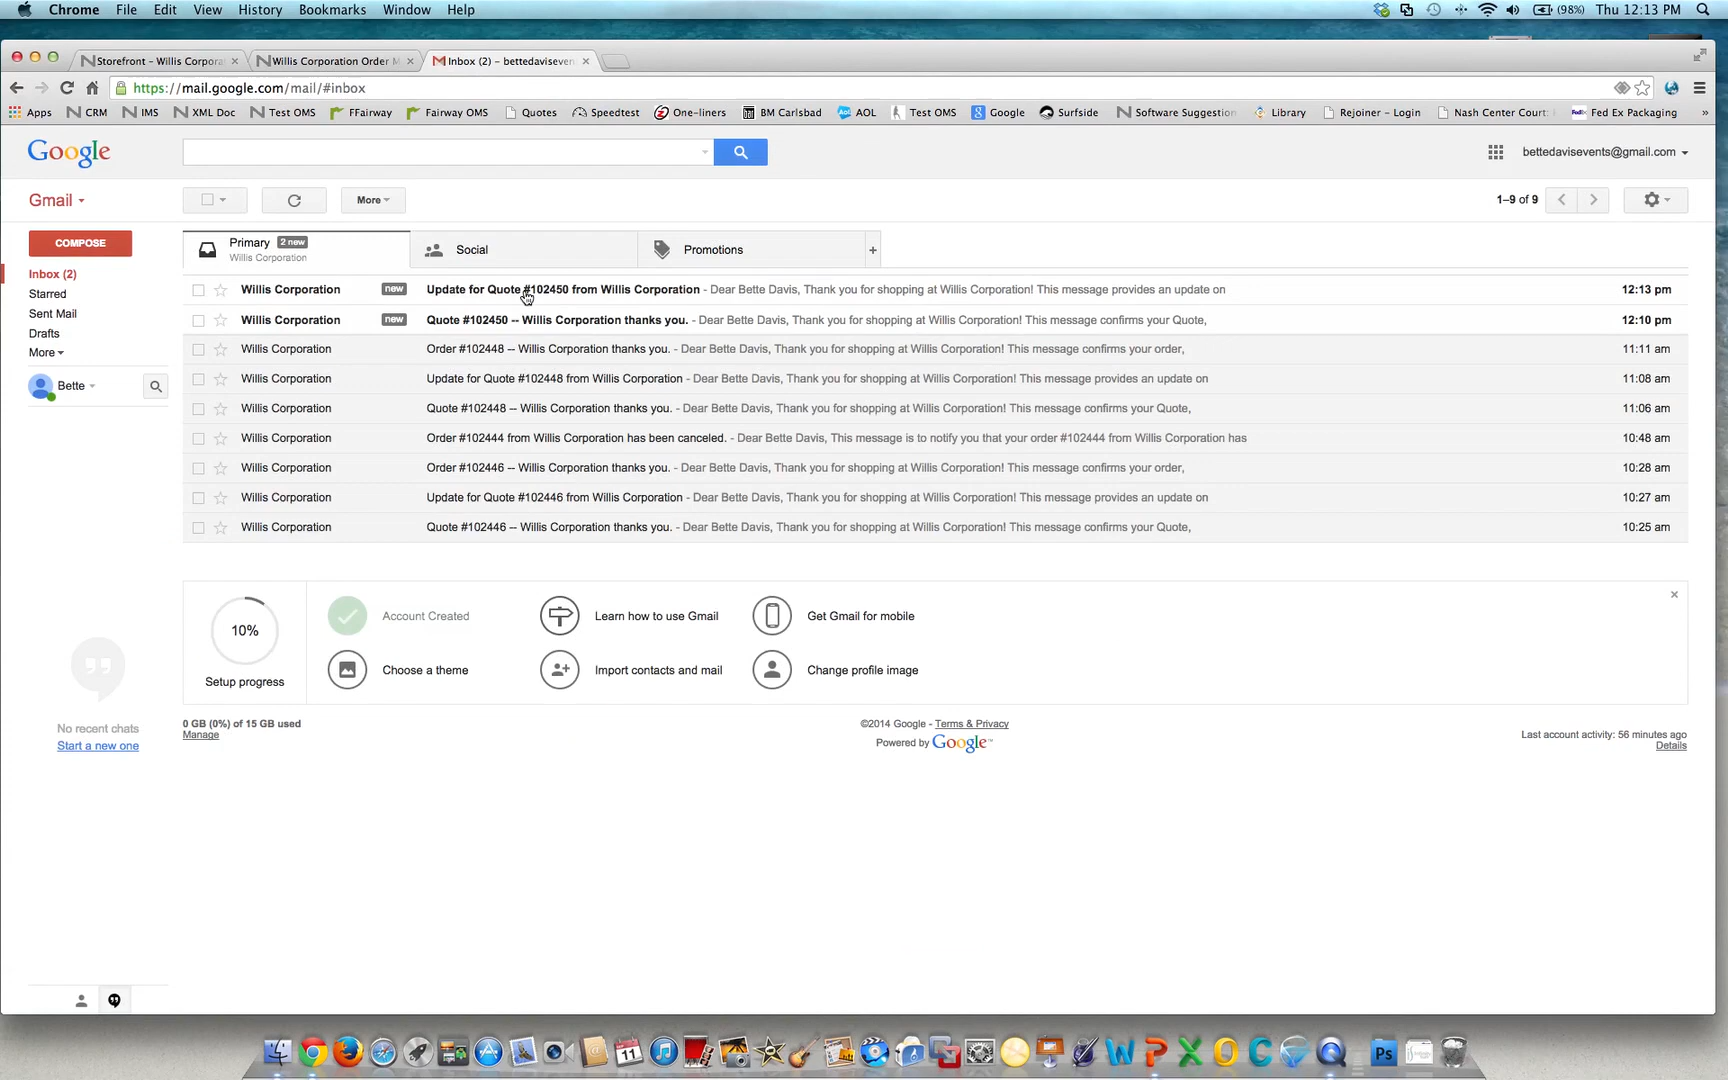 Chrome File Edit View History Bookmarks Window Help (98%) Thu 12:13 PM
Storefront – Willis Corpora Willis Corporation Order M Inbox (2) – bettedaviseven
https://mail.google.com/mail/#inbox
Apps CRM IMS XML Doc Test OMS FFairway Fairway OMS Quotes Speedtest One-liners BM Carlsbad AOL Test OMS Google Surfside Software Suggestion Library Rejoiner – Login Nash Center Court: Fed Ex Packaging »
Google bettedavisevents@gmail.com
Gmail More 1–9 of 9
COMPOSE
Primary 2 new Social Promotions +
Willis Corporation
Inbox (2)
Starred
Sent Mail
Drafts
More
Bette
Willis Corporation new Update for Quote #102450 from Willis Corporation - Dear Bette Davis, Thank you for shopping at Willis Corporation! This message provides an update on 12:13 pm
Willis Corporation new Quote #102450 -- Willis Corporation thanks you. - Dear Bette Davis, Thank you for shopping at Willis Corporation! This message confirms your Quote, 12:10 pm
Willis Corporation Order #102448 -- Willis Corporation thanks you. - Dear Bette Davis, Thank you for shopping at Willis Corporation! This message confirms your order, 11:11 am
Willis Corporation Update for Quote #102448 from Willis Corporation - Dear Bette Davis, Thank you for shopping at Willis Corporation! This message provides an update on 11:08 am
Willis Corporation Quote #102448 -- Willis Corporation thanks you. - Dear Bette Davis, Thank you for shopping at Willis Corporation! This message confirms your Quote, 11:06 am
Willis Corporation Order #102444 from Willis Corporation has been canceled. - Dear Bette Davis, This message is to notify you that your order #102444 from Willis Corporation has 10:48 am
Willis Corporation Order #102446 -- Willis Corporation thanks you. - Dear Bette Davis, Thank you for shopping at Willis Corporation! This message confirms your order, 10:28 am
Willis Corporation Update for Quote #102446 from Willis Corporation - Dear Bette Davis, Thank you for shopping at Willis Corporation! This message provides an update on 10:27 am
Willis Corporation Quote #102446 -- Willis Corporation thanks you. - Dear Bette Davis, Thank you for shopping at Willis Corporation! This message confirms your Quote, 10:25 am
10% Account Created Learn how to use Gmail Get Gmail for mobile
Setup progress Choose a theme Import contacts and mail Change profile image
No recent chats
Start a new one
0 GB (0%) of 15 GB used ©2014 Google - Terms & Privacy Last account activity: 56 minutes ago
Manage Powered by Google™ Details